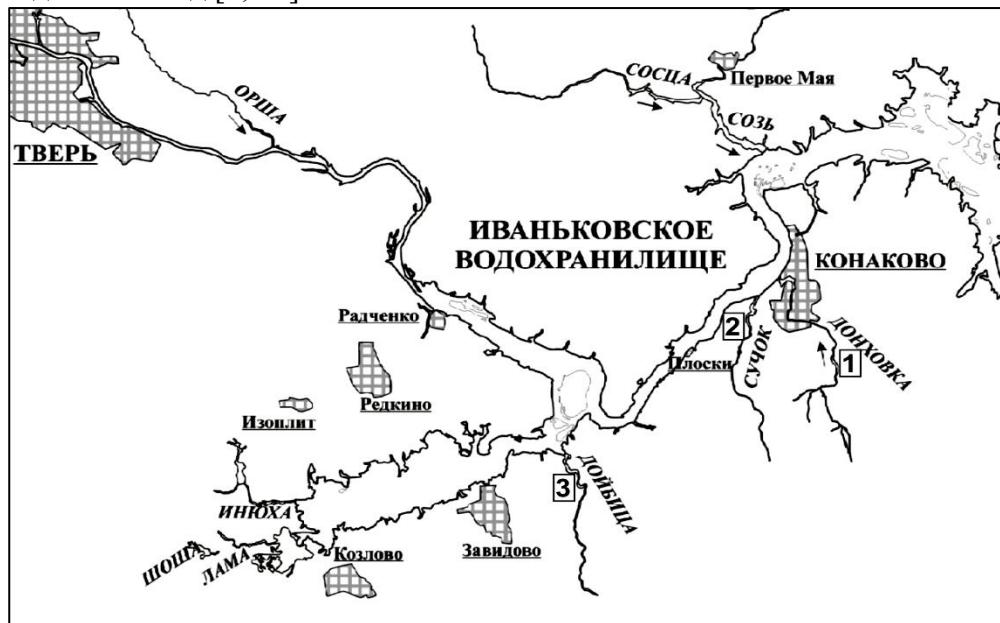 СОСЦА
Первое Мая
ОРША
СОЗЬ
ТВЕРЬ
ИВАНЬКОВСКОЕ
ВОДОХРАНИЛИЩЕ
КОНАКОВО
Радченко
2
ДОНХОВКА
Плоски
СУЧОК
1
Редкино
Изоплит
ДОЙБИЦА
3
ИНЮХА
Завидово
ШОША
ЛАМА
Козлово